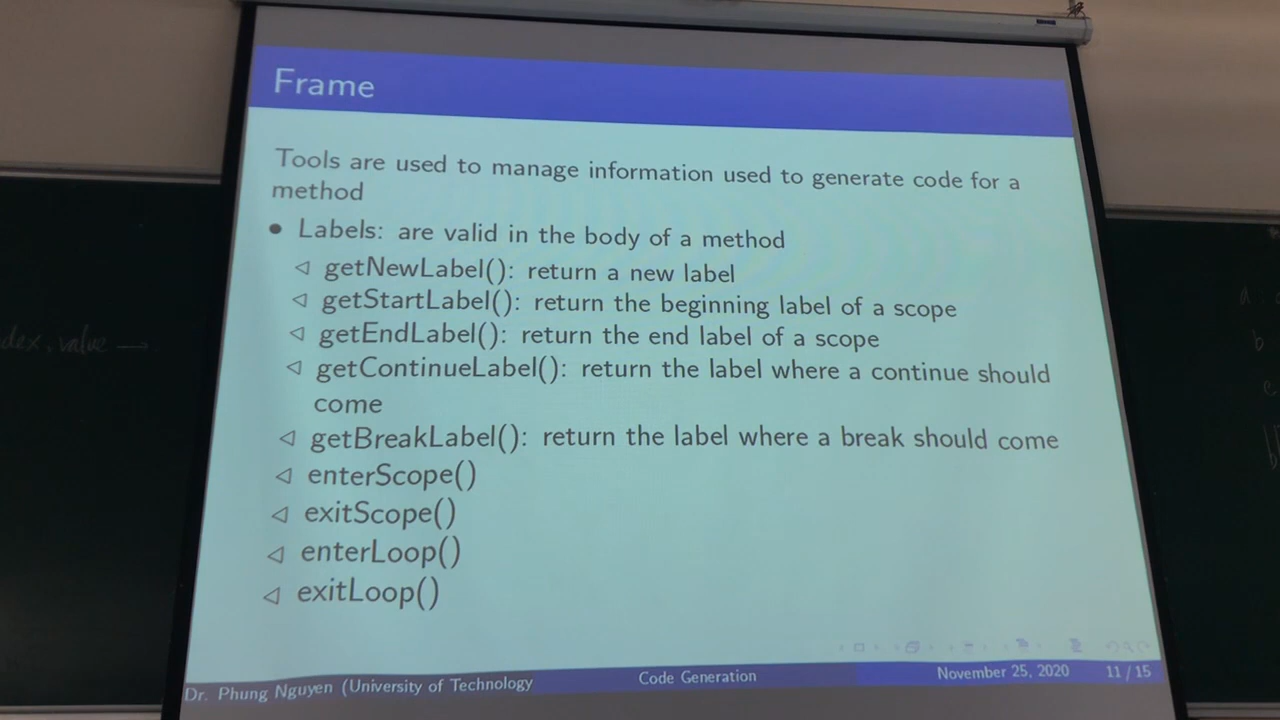 Frame
Tools are used to manage information used to generate code for a
method
• Labels: are valid in the body of a method
◁ getNewLabel(): return a new label
◁ getStartLabel(): return the beginning label of a scope
◁ getEndLabel(): return the end label of a scope
◁ getContinueLabel(): return the label where a continue should
come
◁ getBreakLabel(): return the label where a break should come
◁ enterScope()
◁ exitScope()
◁ enterLoop()
◁ exitLoop()
Dr. Phung Nguyen (University of Technology
Code Generation
November 25, 2020
11 / 15
dex, value →
a
b